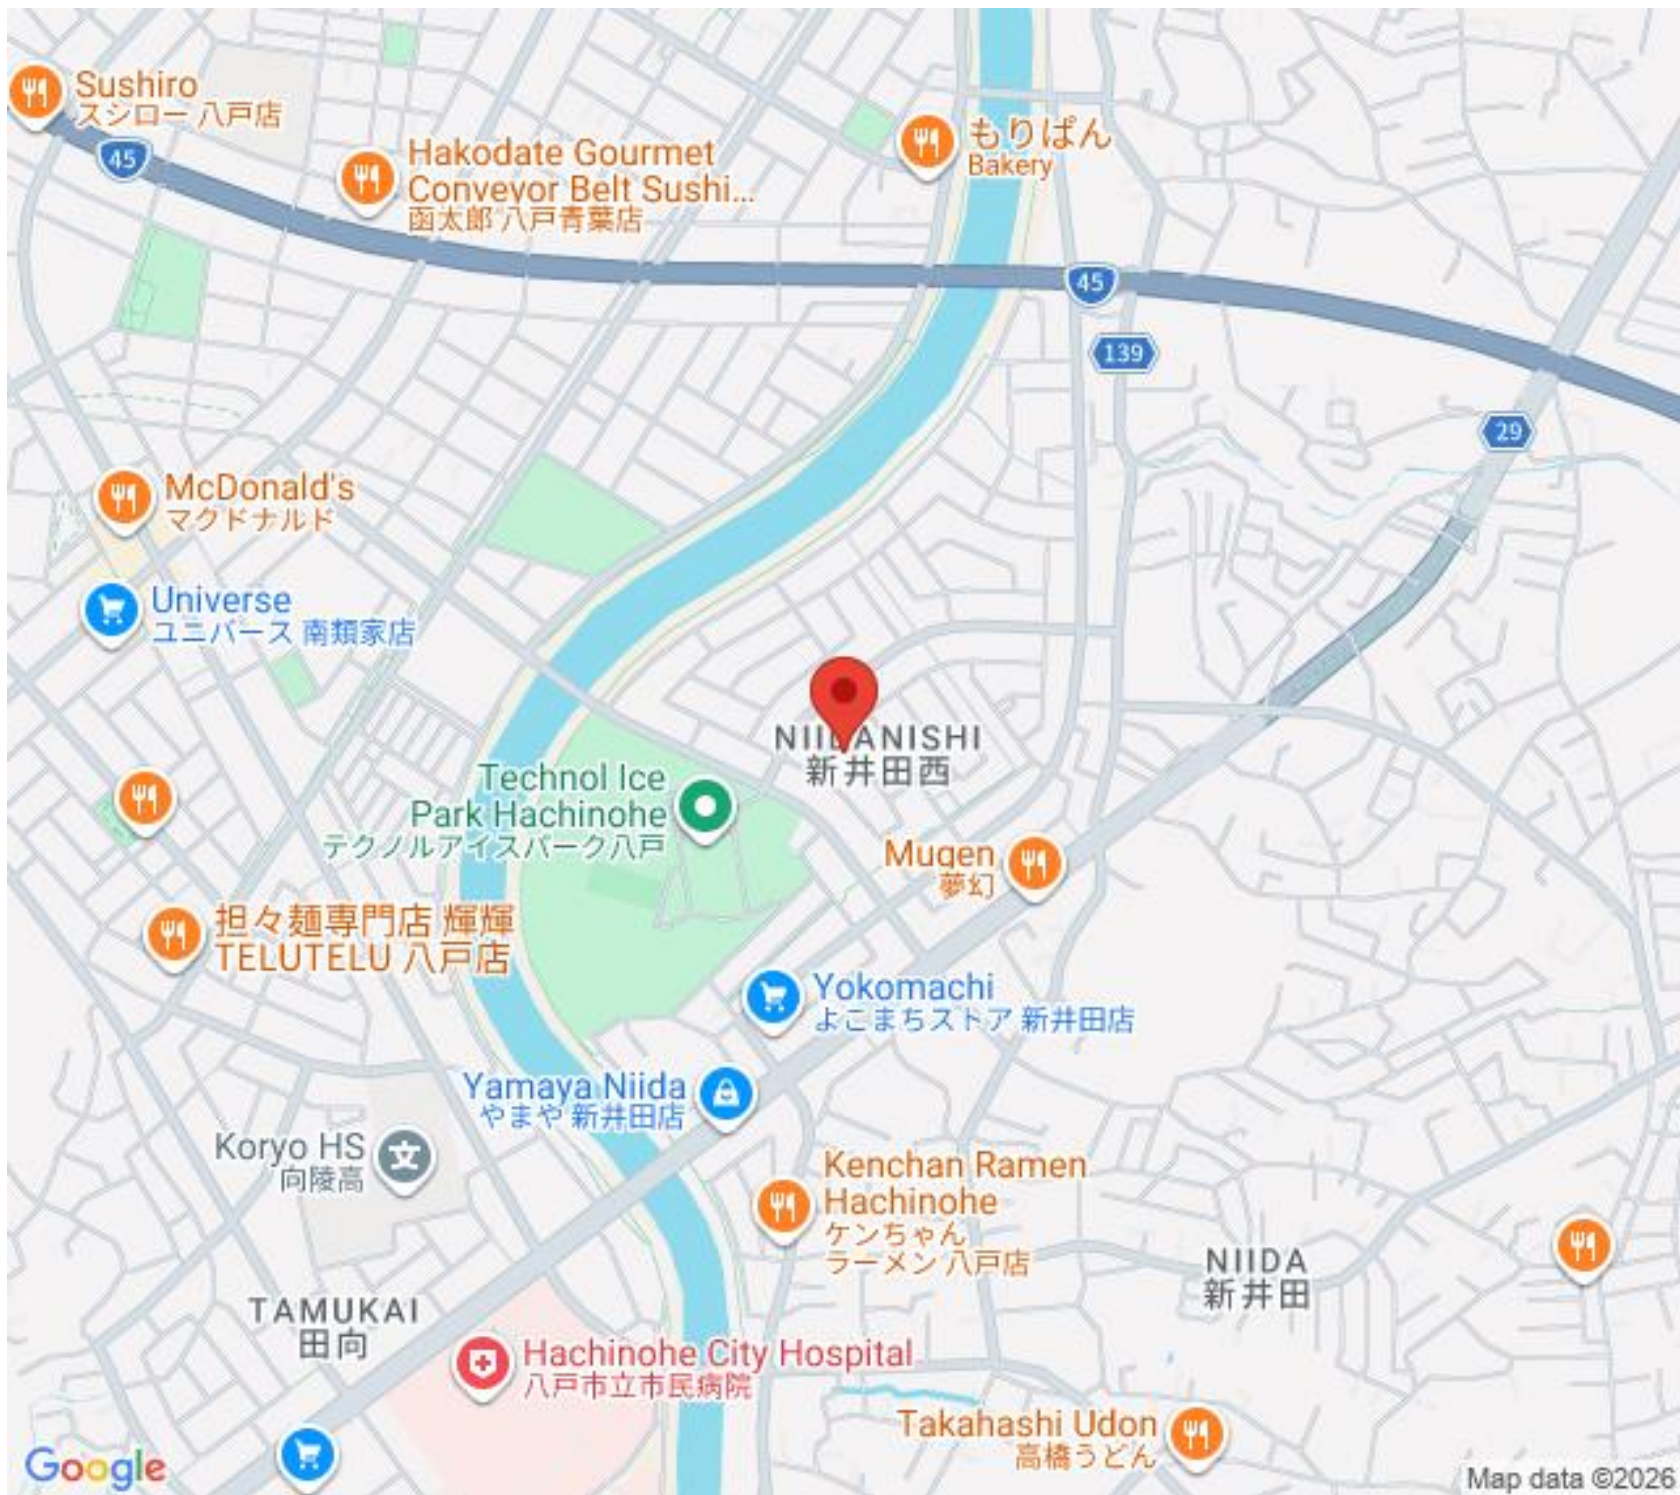 Sushiro
スシロー 八戸店
45
Hakodate Gourmet
Conveyor Belt Sushi...
函太郎 八戸青葉店
もりぱん
Bakery
45
139
29
McDonald's
マクドナルド
Universe
ユニバース 南類家店
NIIDANISHI
新井田西
Technol Ice
Park Hachinohe
テクノルアイスパーク八戸
Mugen
夢幻
担々麺専門店 輝輝
TELUTELU 八戸店
Yokomachi
よこまちストア 新井田店
Yamaya Niida
やまや 新井田店
Koryo HS
向陵高
文
Kenchan Ramen
Hachinohe
ケンちゃん
ラーメン 八戸店
NIIDA
新井田
TAMUKAI
田向
Hachinohe City Hospital
八戸市立市民病院
Takahashi Udon
高橋うどん
Google
Map data ©2026